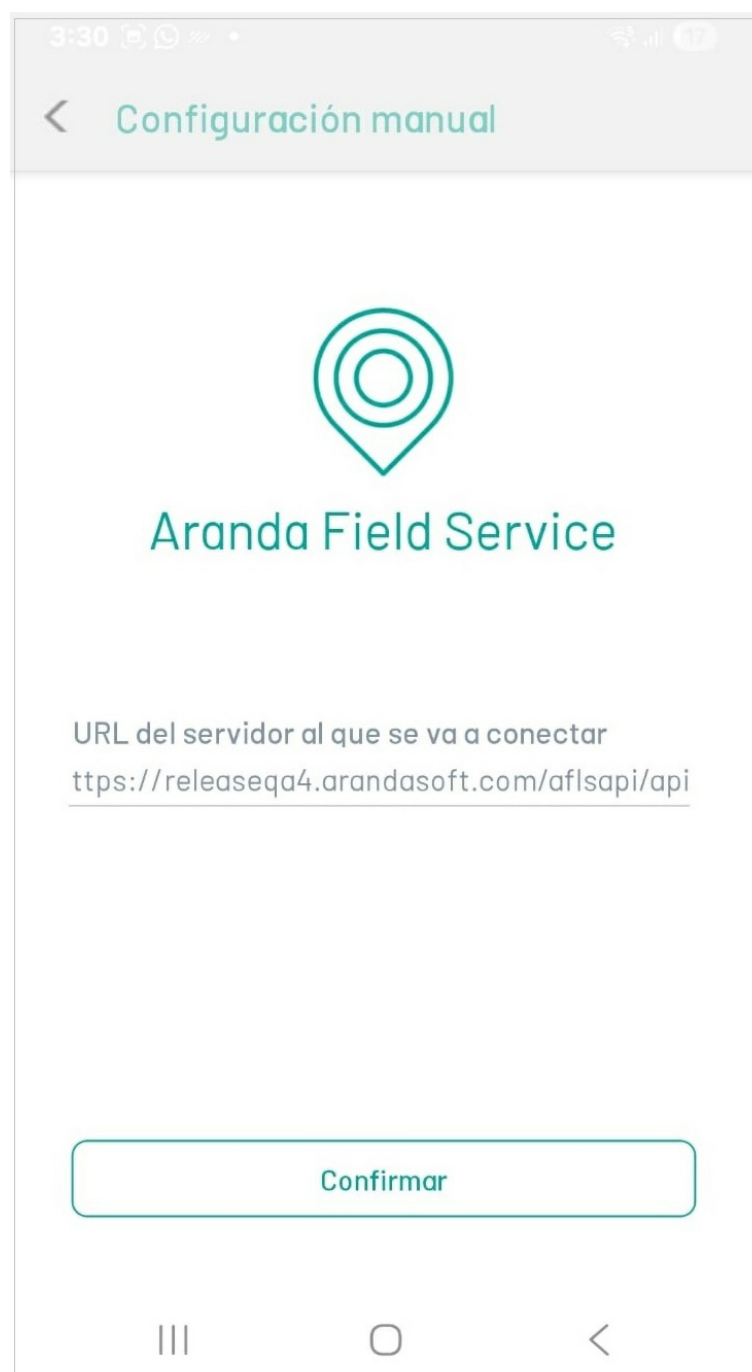 3:30
17
Configuración manual
Aranda Field Service
URL del servidor al que se va a conectar
ttps://releaseqa4.arandasoft.com/aflsapi/api
Confirmar